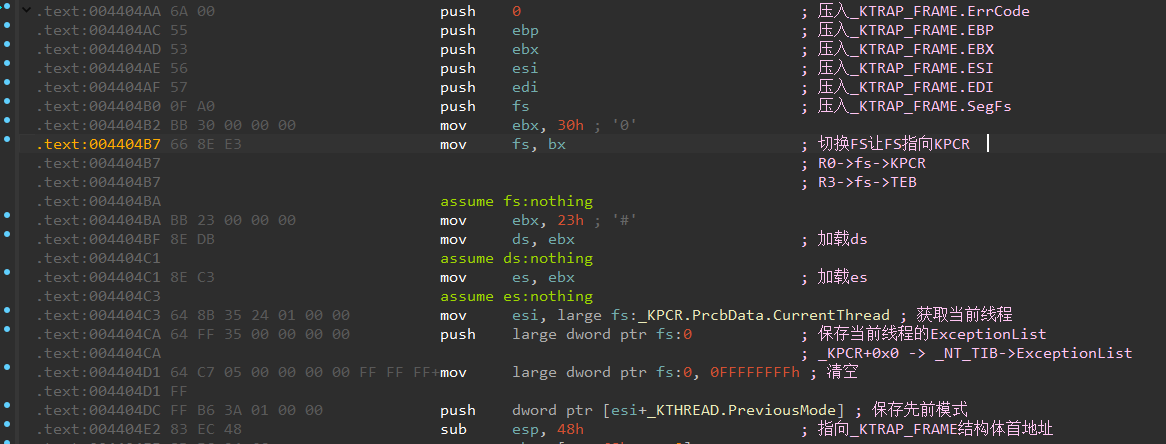 .text:004404AA 6A 00 push 0 ; 压入_KTRAP_FRAME.ErrCode
.text:004404AC 55 push ebp ; 压入_KTRAP_FRAME.EBP
.text:004404AD 53 push ebx ; 压入_KTRAP_FRAME.EBX
.text:004404AE 56 push esi ; 压入_KTRAP_FRAME.ESI
.text:004404AF 57 push edi ; 压入_KTRAP_FRAME.EDI
.text:004404B0 0F A0 push fs ; 压入_KTRAP_FRAME.SegFs
.text:004404B2 BB 30 00 00 00 mov ebx, 30h ; '0'
.text:004404B7 66 8E E3 mov fs, bx ; 切换FS让FS指向KPCR
.text:004404B7 ; R0->fs->KPCR
.text:004404B7 ; R3->fs->TEB
.text:004404BA assume fs:nothing
.text:004404BA BB 23 00 00 00 mov ebx, 23h ; '#'
.text:004404BF 8E DB mov ds, ebx ; 加载ds
.text:004404C1 assume ds:nothing
.text:004404C1 8E C3 mov es, ebx ; 加载es
.text:004404C3 assume es:nothing
.text:004404C3 64 8B 35 24 01 00 00 mov esi, large fs:_KPCR.PrcbData.CurrentThread ; 获取当前线程
.text:004404CA 64 FF 35 00 00 00 00 push large dword ptr fs:0 ; 保存当前线程的ExceptionList
.text:004404CA ; _KPCR+0x0 -> _NT_TIB->ExceptionList
.text:004404D1 64 C7 05 00 00 00 00 FF FF FF+mov large dword ptr fs:0, 0FFFFFFFFh ; 清空
.text:004404D1 FF
.text:004404DC FF B6 3A 01 00 00 push dword ptr [esi+_KTHREAD.PreviousMode] ; 保存先前模式
.text:004404E2 83 EC 48 sub esp, 48h ; 指向_KTRAP_FRAME结构体首地址